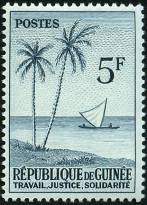 POSTES
5F
RÉPUBLIQUE DE GUINÉE
TRAVAIL, JUSTICE, SOLIDARITÉ